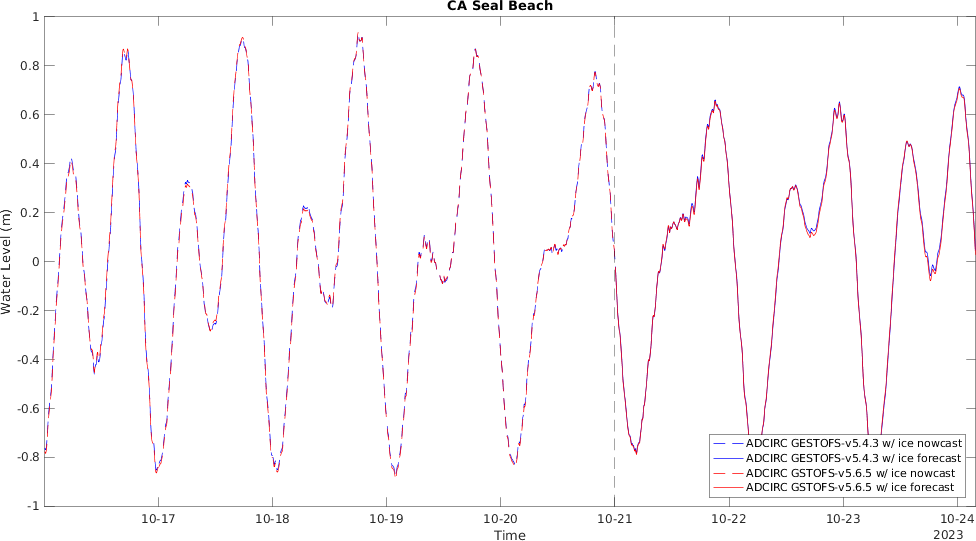 CA Seal Beach
1
0.8
0.6
0.4
0.2
0
-0.2
-0.4
-0.6
-0.8
-1
Water Level (m)
10-17
10-18
10-19
10-20
10-21
10-22
10-23
10-24
2023
Time
ADCIRC GESTOFS-v5.4.3 w/ ice nowcast
ADCIRC GESTOFS-v5.4.3 w/ ice forecast
ADCIRC GSTOFS-v5.6.5 w/ ice nowcast
ADCIRC GSTOFS-v5.6.5 w/ ice forecast